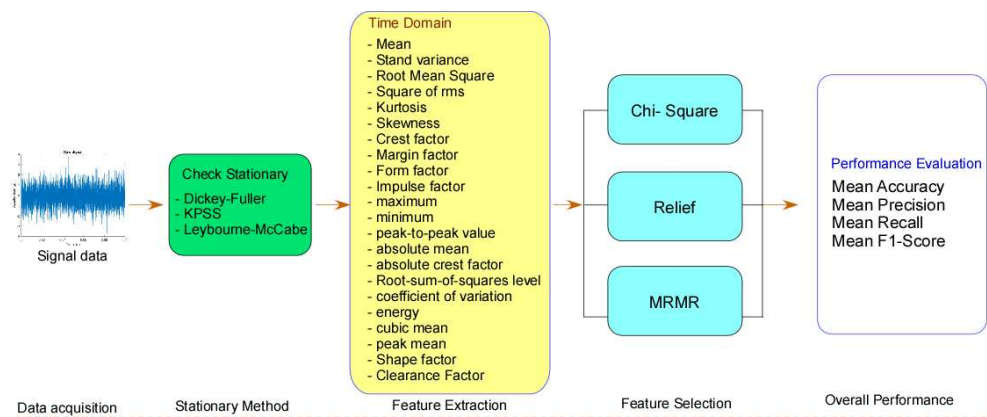 Signal data
Data acquisition
Check Stationary
- Dickey-Fuller
- KPSS
- Leybourne-McCabe
Stationary Method
Time Domain
- Mean
- Stand variance
- Root Mean Square
- Square of rms
- Kurtosis
- Skewness
- Crest factor
- Margin factor
- Form factor
- Impulse factor
- maximum
- minimum
- peak-to-peak value
- absolute mean
- absolute crest factor
- Root-sum-of-squares level
- coefficient of variation
- energy
- cubic mean
- peak mean
- Shape factor
- Clearance Factor
Feature Extraction
Chi- Square
Relief
MRMR
Feature Selection
Performance Evaluation
Mean Accuracy
Mean Precision
Mean Recall
Mean F1-Score
Overall Performance